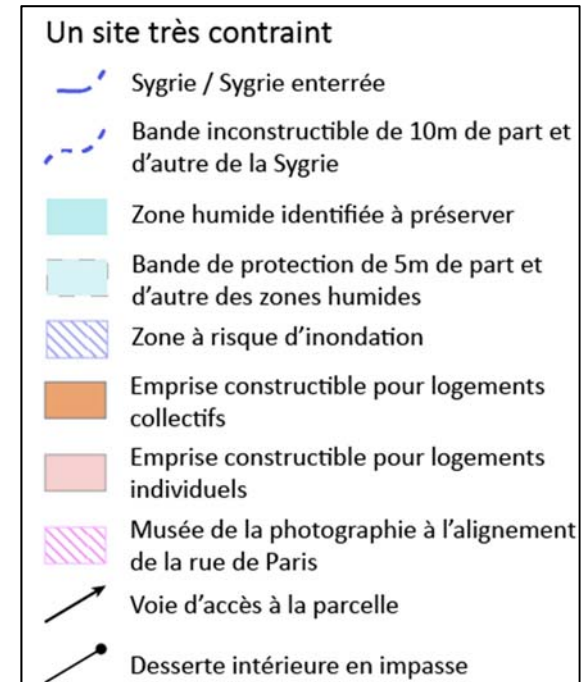 Un site très contraint
Sygrie / Sygrie enterrée
Bande inconstructible de 10m de part et
d'autre de la Sygrie
Zone humide identifiée à préserver
Bande de protection de 5m de part et
d'autre des zones humides
Zone à risque d'inondation
Emprise constructible pour logements
collectifs
Emprise constructible pour logements
individuels
Musée de la photographie à l'alignement
de la rue de Paris
Voie d'accès à la parcelle
Desserte intérieure en impasse